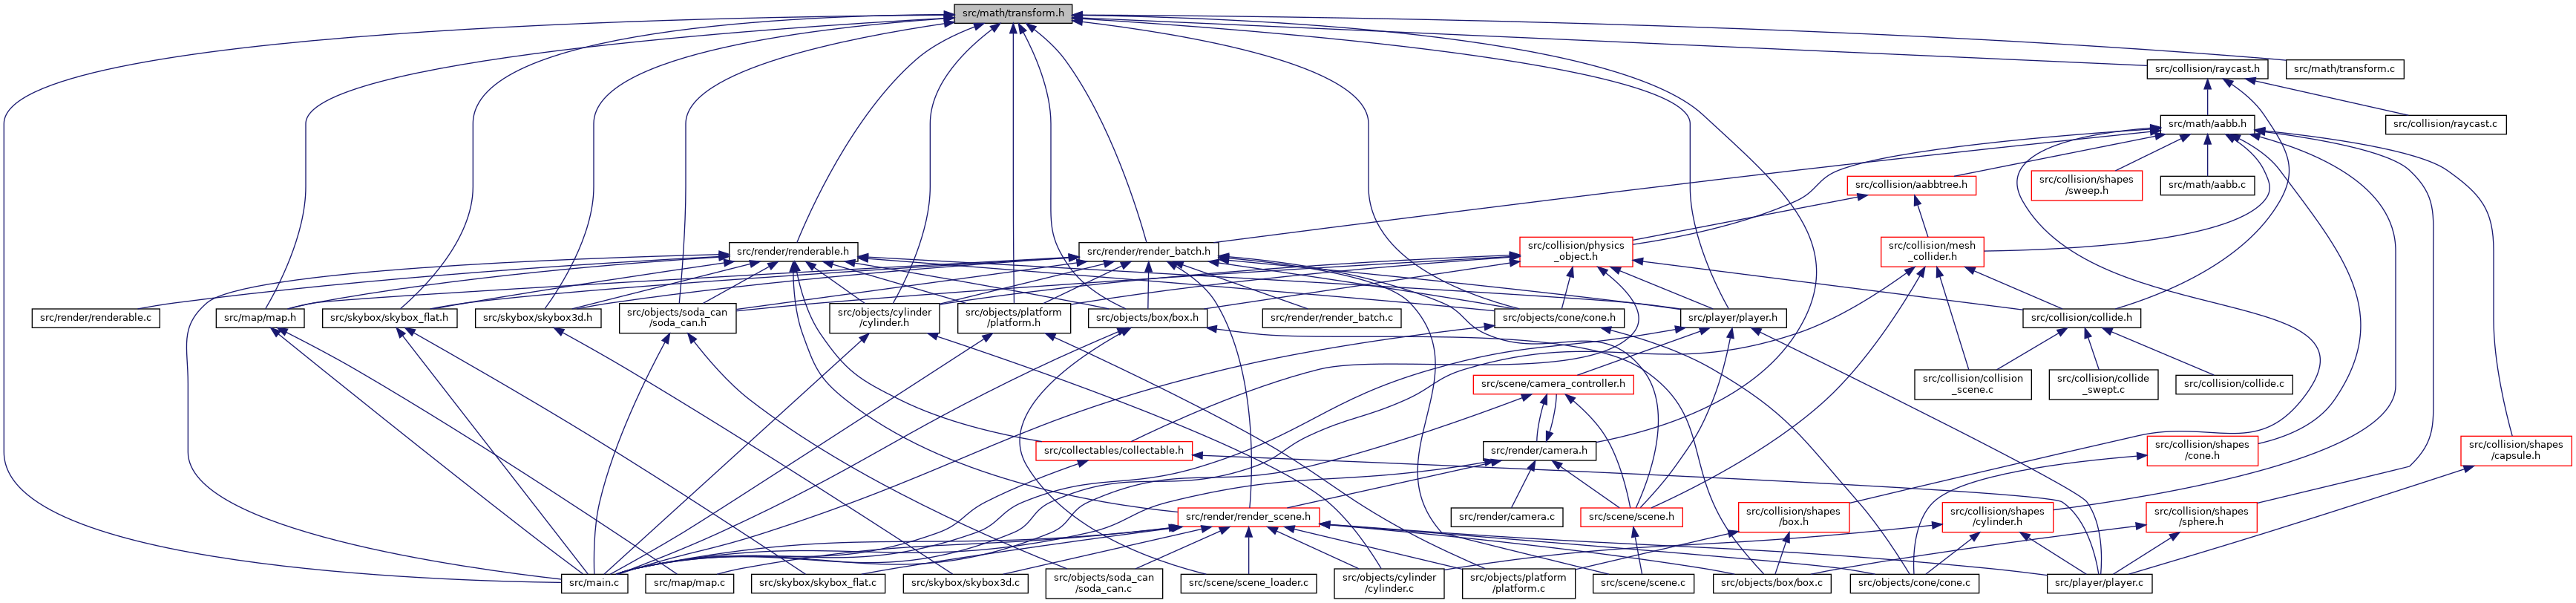 src/math/transform.h
src/collision/raycast.h
src/math/transform.c
src/math/aabb.h
src/collision/raycast.c
src/collision/aabbtree.h
src/collision/shapes
/sweep.h
src/math/aabb.c
src/render/renderable.h
src/render/render_batch.h
src/collision/physics
_object.h
src/collision/mesh
_collider.h
src/render/renderable.c
src/map/map.h
src/skybox/skybox_flat.h
src/skybox/skybox3d.h
src/objects/soda_can
/soda_can.h
src/objects/cylinder
/cylinder.h
src/objects/platform
/platform.h
src/objects/box/box.h
src/render/render_batch.c
src/objects/cone/cone.h
src/player/player.h
src/collision/collide.h
src/scene/camera_controller.h
src/collision/collision
_scene.c
src/collision/collide
_swept.c
src/collision/collide.c
src/collectables/collectable.h
src/render/camera.h
src/collision/shapes
/cone.h
src/collision/shapes
/capsule.h
src/render/render_scene.h
src/render/camera.c
src/scene/scene.h
src/collision/shapes
/box.h
src/collision/shapes
/cylinder.h
src/collision/shapes
/sphere.h
src/main.c
src/map/map.c
src/skybox/skybox_flat.c
src/skybox/skybox3d.c
src/objects/soda_can
/soda_can.c
src/scene/scene_loader.c
src/objects/cylinder
/cylinder.c
src/objects/platform
/platform.c
src/scene/scene.c
src/objects/box/box.c
src/objects/cone/cone.c
src/player/player.c